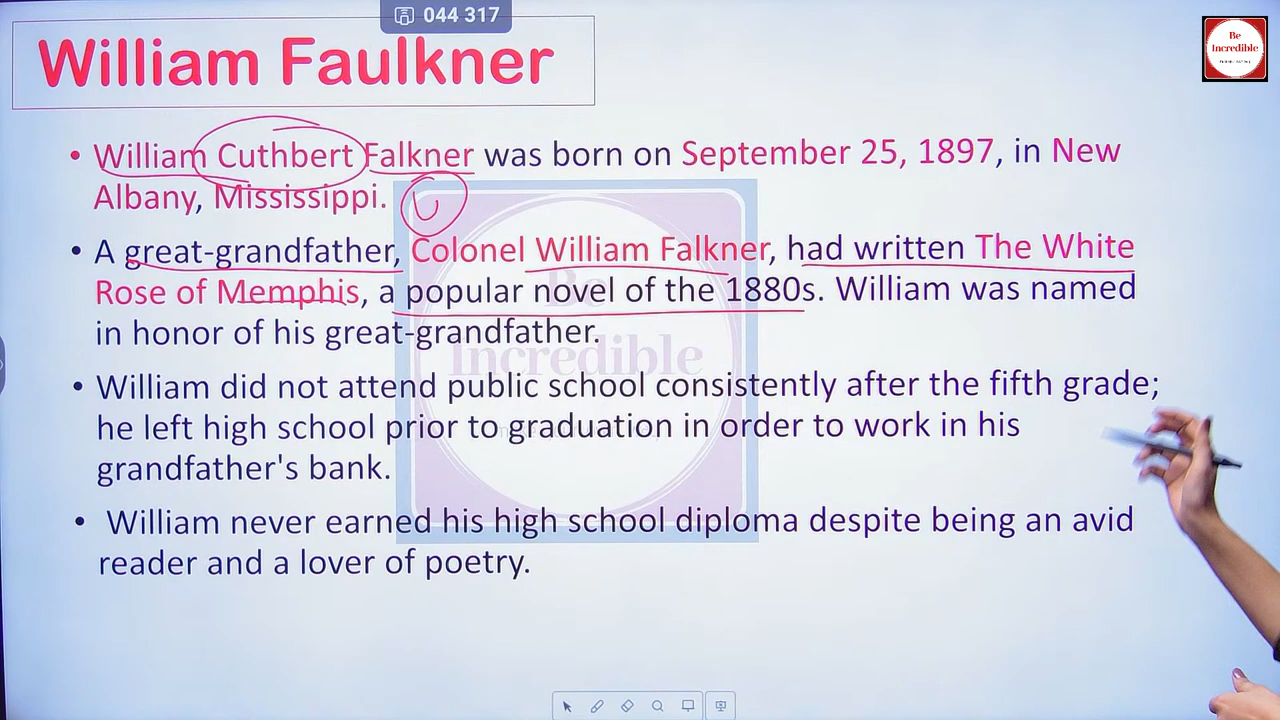 044 317
William Faulkner
Be
Incredible
• William Cuthbert Falkner was born on September 25, 1897, in New
Albany, Mississippi.
U
• A great-grandfather, Colonel William Falkner, had written The White
Rose of Memphis, a popular novel of the 1880s. William was named
in honor of his great-grandfather.
Be
Incredible
• William did not attend public school consistently after the fifth grade;
he left high school prior to graduation in order to work in his
grandfather's bank.
• William never earned his high school diploma despite being an avid
reader and a lover of poetry.